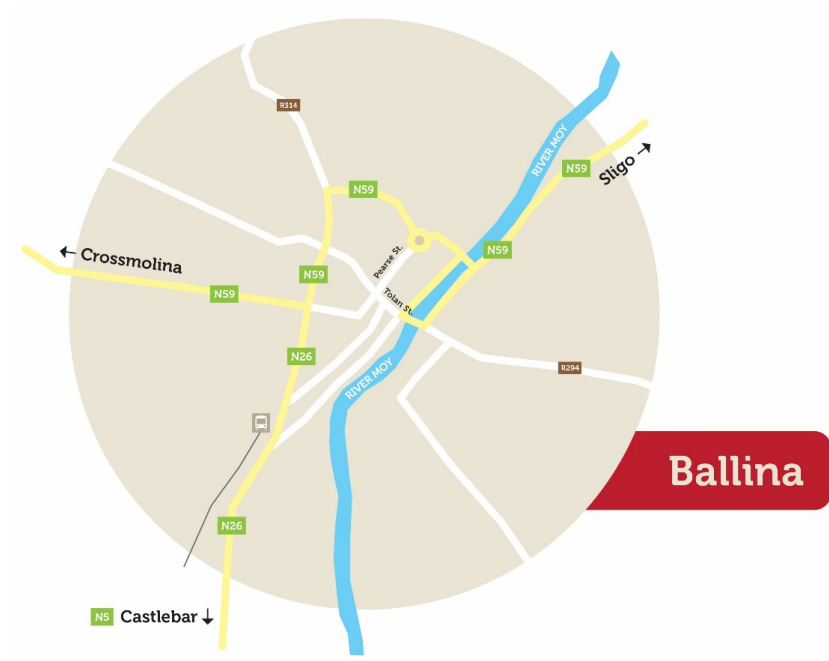 R314
RIVER MOY
N59
Sligo →
N59
Pearse St.
N59
← Crossmolina
N59
N59
Tolan St.
N26
RIVER MOY
R294
Ballina
N26
N5 Castlebar ↓